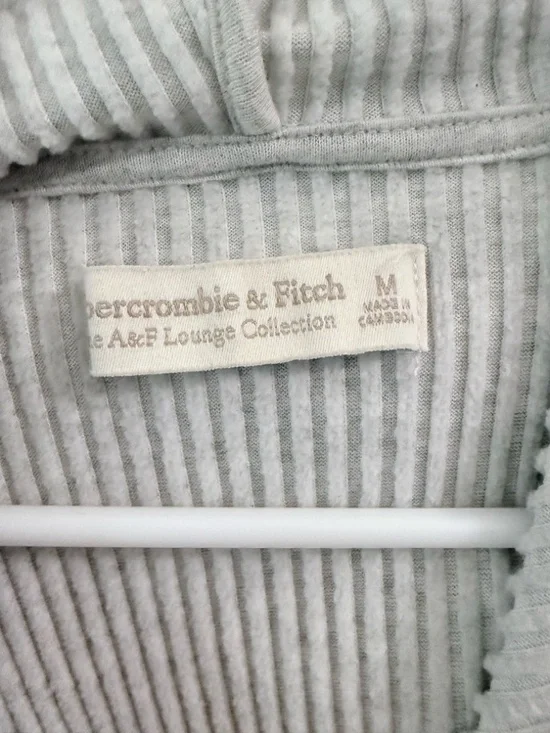 bercrombie & Fitch
e A&F Lounge Collection
M
MADE IN
CAMBODIA